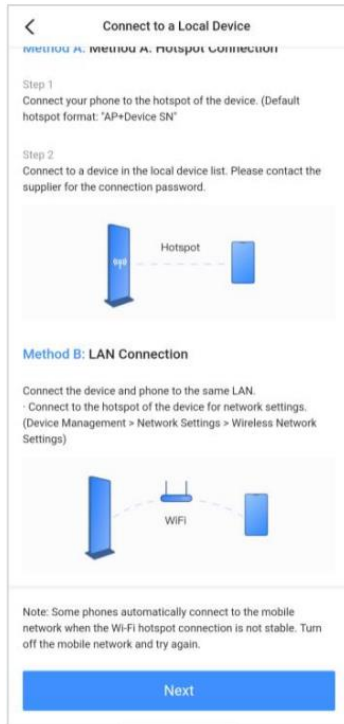 Connect to a Local Device
Method A: Method A: Hotspot Connection
Step 1
Connect your phone to the hotspot of the device. (Default
hotspot format: "AP+Device SN"
Step 2
Connect to a device in the local device list. Please contact the
supplier for the connection password.
Hotspot
Method B: LAN Connection
Connect the device and phone to the same LAN.
· Connect to the hotspot of the device for network settings.
(Device Management > Network Settings > Wireless Network
Settings)
WiFi
Note: Some phones automatically connect to the mobile
network when the Wi-Fi hotspot connection is not stable. Turn
off the mobile network and try again.
Next